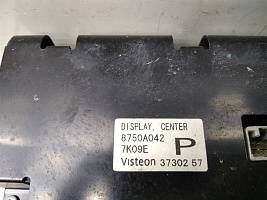 DISPLAY, CENTER
8750A042
7K09E
P
Visteon 37302 57